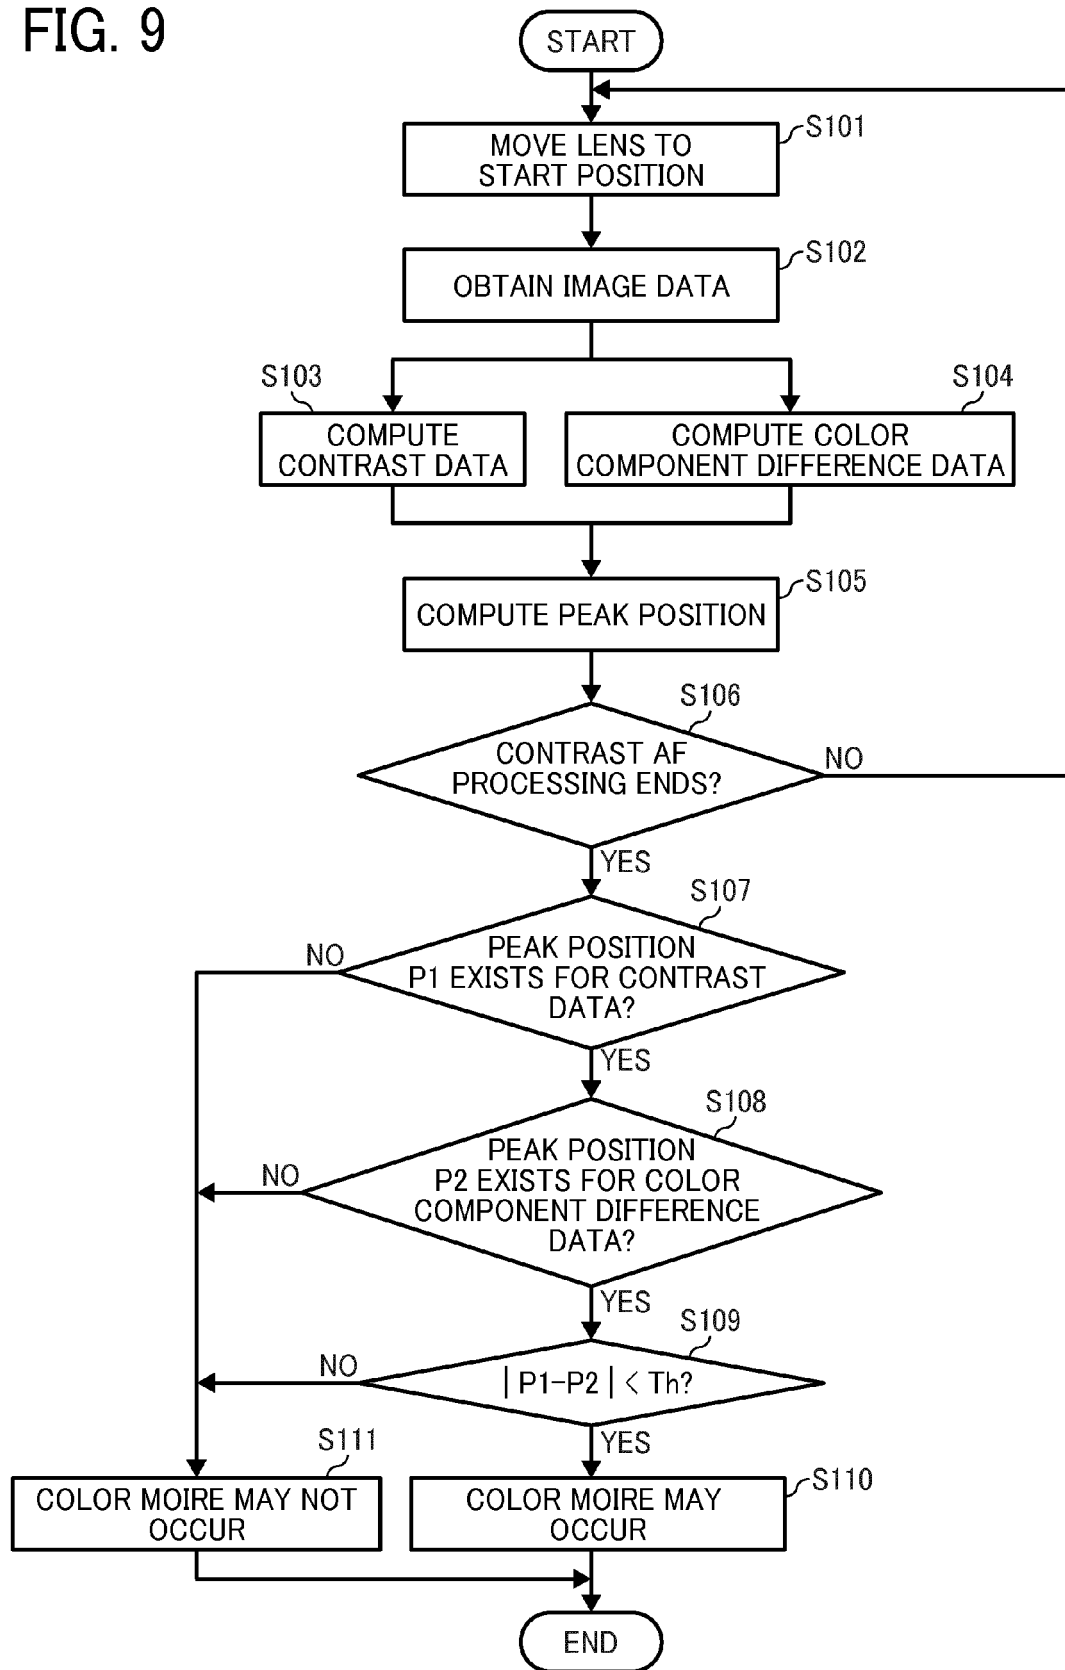 FIG. 9
START
S101
MOVE LENS TO
START POSITION
S102
OBTAIN IMAGE DATA
S103
COMPUTE
CONTRAST DATA
S104
COMPUTE COLOR
COMPONENT DIFFERENCE DATA
S105
COMPUTE PEAK POSITION
S106
CONTRAST AF
PROCESSING ENDS?
NO
YES
S107
PEAK POSITION
P1 EXISTS FOR CONTRAST
DATA?
NO
YES
S108
PEAK POSITION
P2 EXISTS FOR COLOR
COMPONENT DIFFERENCE
DATA?
NO
YES
S109
|P1-P2| < Th?
NO
YES
S111
COLOR MOIRE MAY NOT
OCCUR
S110
COLOR MOIRE MAY
OCCUR
END